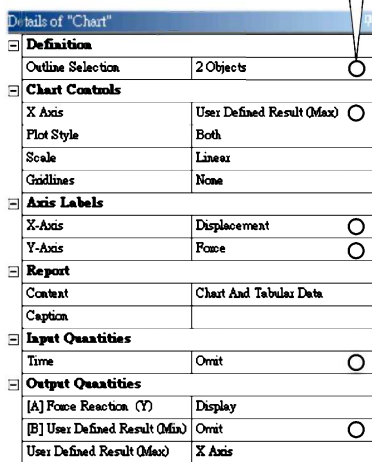 Details of "Chart"
Definition
Outline Selection 2 Objects
Chart Controls
X Axis User Defined Result (Max)
Plot Style Both
Scale Linear
Gridlines None
Axis Labels
X-Axis Displacement
Y-Axis Force
Report
Content Chart And Tabular Data
Caption
Input Quantities
Time Omit
Output Quantities
[A] Force Reaction (Y) Display
[B] User Defined Result (Min) Omit
User Defined Result (Max) X Axis